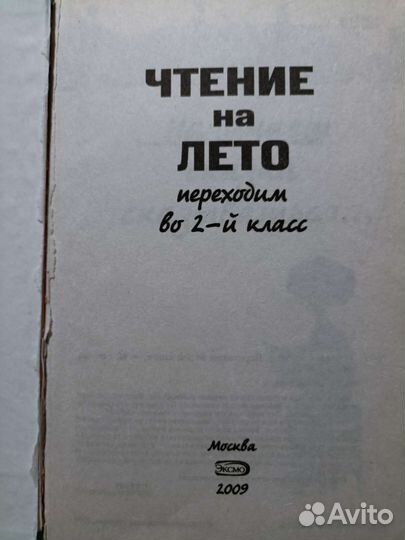 ЧТЕНИЕ
на
ЛЕТО
переходим
во 2-й класс
Москва
ЭКСМО
2009
Avito